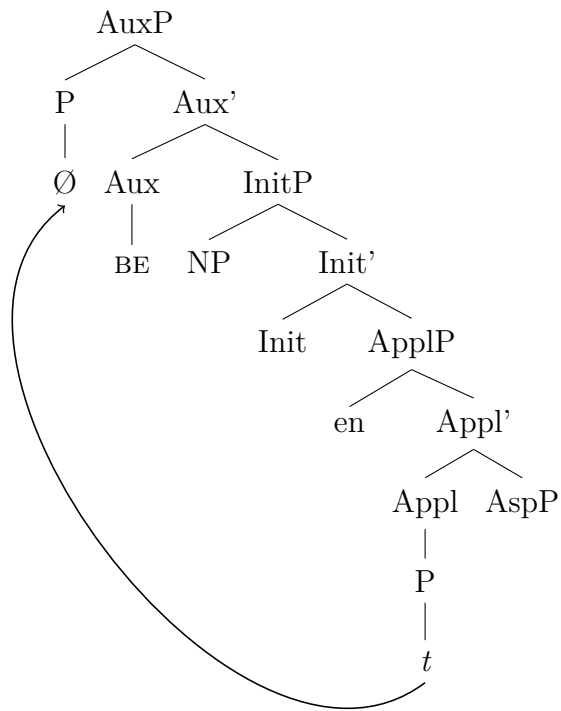 AuxP
P Aux'
Ø Aux InitP
BE NP Init'
Init ApplP
en Appl'
Appl AspP
P
t